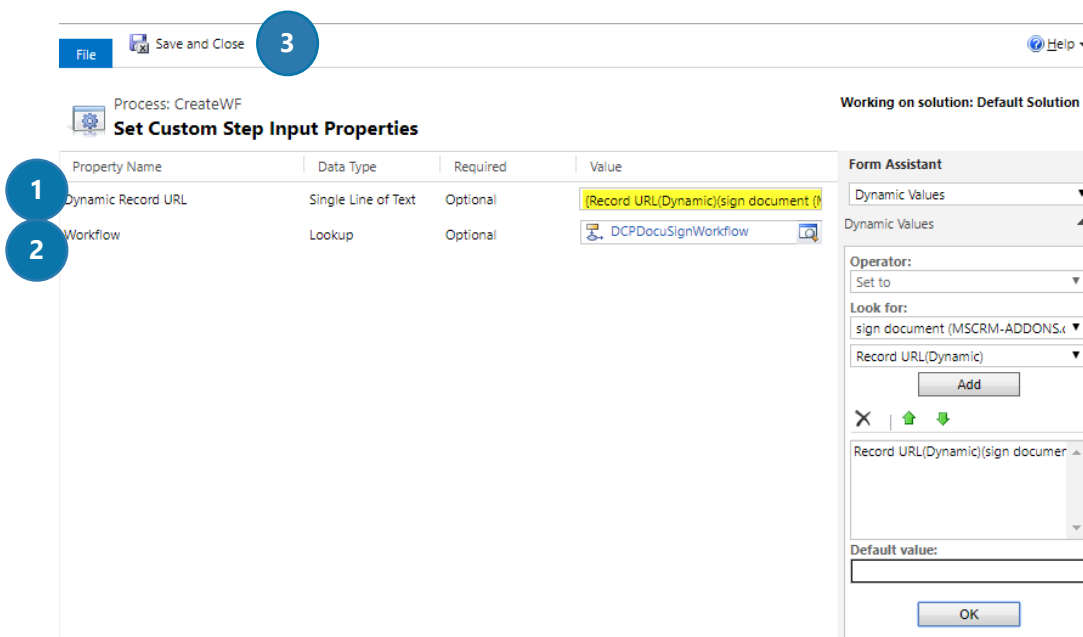 File
Save and Close
3
Help
Process: CreateWF
Set Custom Step Input Properties
Working on solution: Default Solution
Property Name Data Type Required Value
1
Dynamic Record URL Single Line of Text Optional {Record URL(Dynamic)(sign document (
2
Workflow Lookup Optional DCPDocuSignWorkflow
Form Assistant
Dynamic Values
Dynamic Values
Operator:
Set to
Look for:
sign document (MSCRM-ADDONS.c
Record URL(Dynamic)
Add
Record URL(Dynamic)(sign documen
Default value:
OK